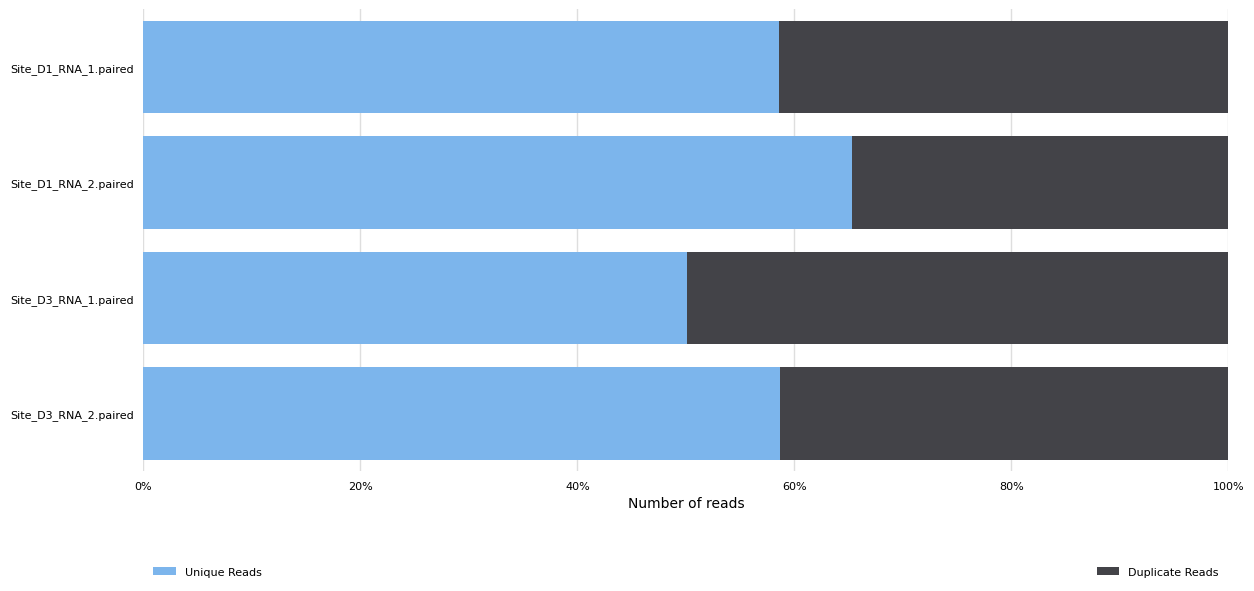 Site_D1_RNA_1.paired
Site_D1_RNA_2.paired
Site_D3_RNA_1.paired
Site_D3_RNA_2.paired
0% 20% 40% 60% 80% 100%
Number of reads
Unique Reads Duplicate Reads